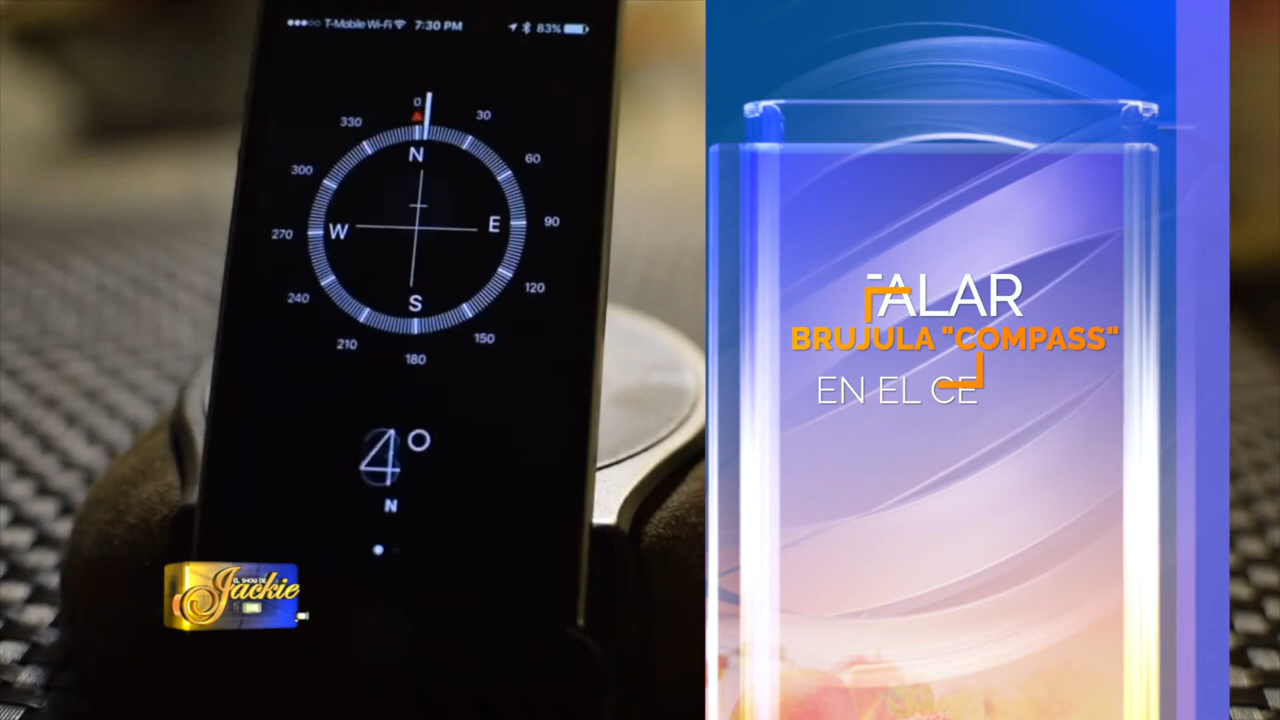 T-Mobile Wi-Fi 7:30 PM 83%
0
330 30
N
300 60
270 W E 90
240 120
S
210 150
180
4°
N
EL SHOW DE
Jackie
ALAR
BRUJULA "COMPASS"
EN EL CE